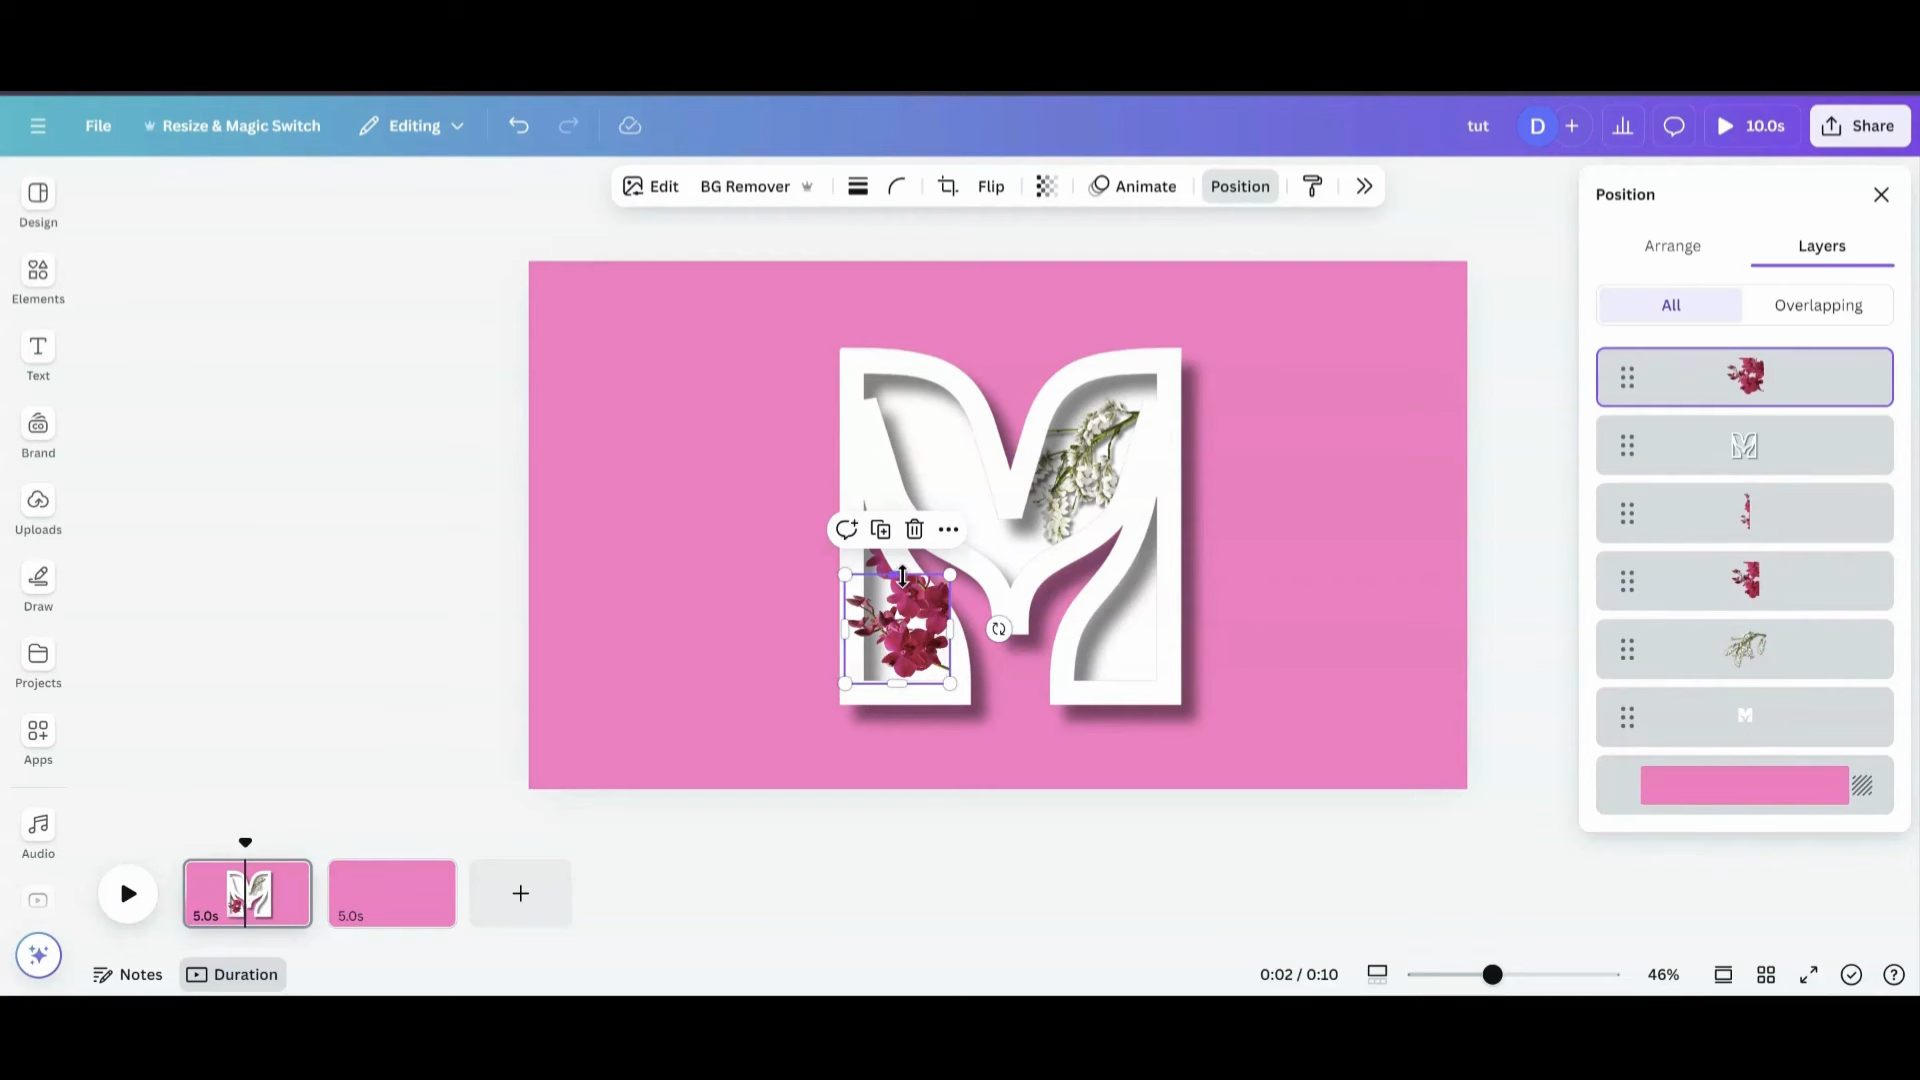 File
Resize & Magic Switch
Editing
tut
D
10.0s
Share
Design
Elements
Text
Brand
Uploads
Draw
Projects
Apps
Audio
Edit
BG Remover
Flip
Animate
Position
M
Position
Arrange
Layers
All
Overlapping
5.0s
5.0s
Notes
Duration
0:02 / 0:10
46%